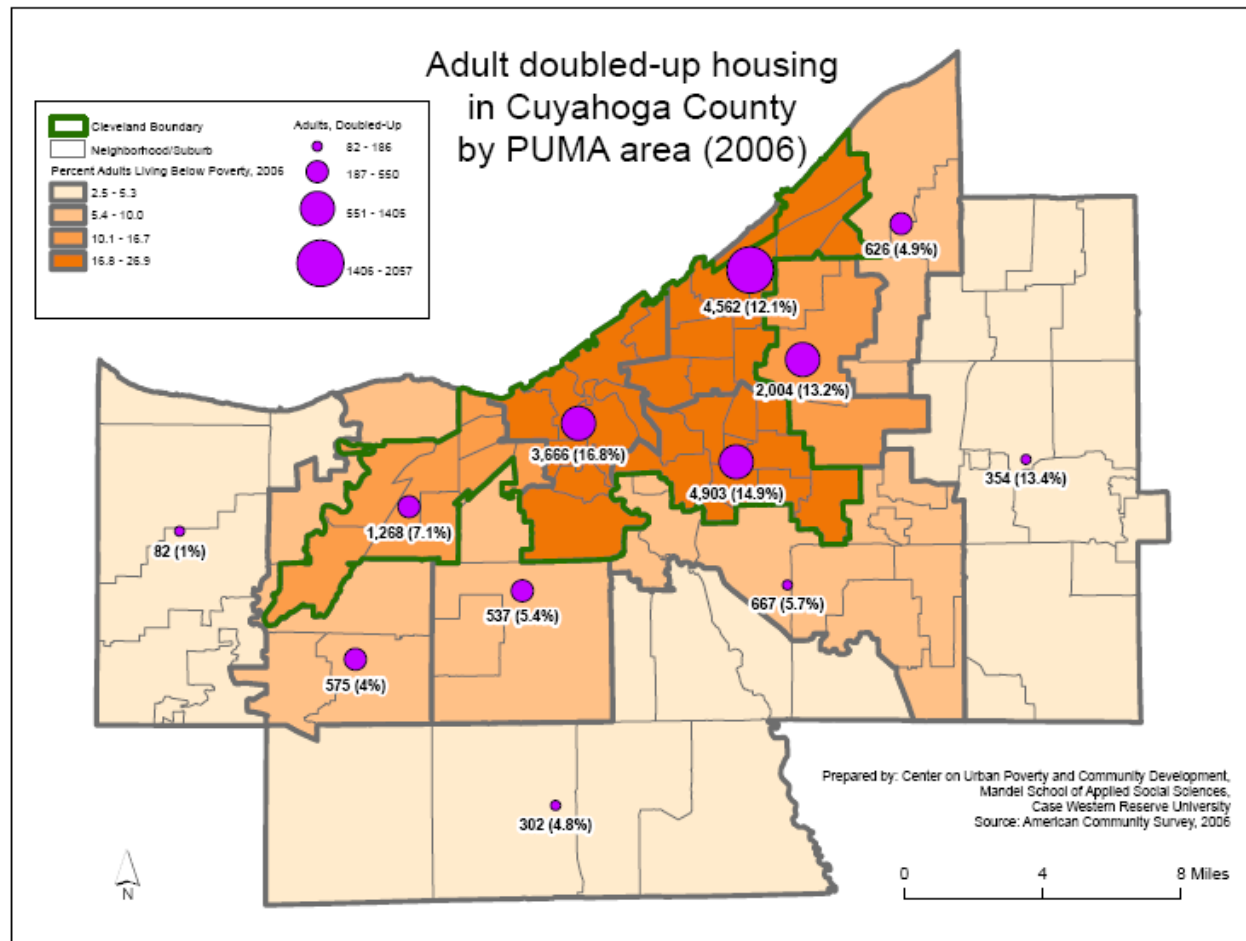 Adult doubled-up housing
in Cuyahoga County
by PUMA area (2006)
Cleveland Boundary
Neighborhood/Suburb
Percent Adults Living Below Poverty, 2006
2.5 - 5.3
5.4 - 10.0
10.1 - 16.7
16.8 - 26.9
Adults, Doubled-Up
82 - 186
187 - 550
551 - 1405
1406 - 2057
626 (4.9%)
4,562 (12.1%)
2,004 (13.2%)
3,666 (16.8%)
4,903 (14.9%)
354 (13.4%)
1,268 (7.1%)
82 (1%)
537 (5.4%)
667 (5.7%)
575 (4%)
302 (4.8%)
Prepared by: Center on Urban Poverty and Community Development,
Mandel School of Applied Social Sciences,
Case Western Reserve University
Source: American Community Survey, 2006
N
0 4 8 Miles